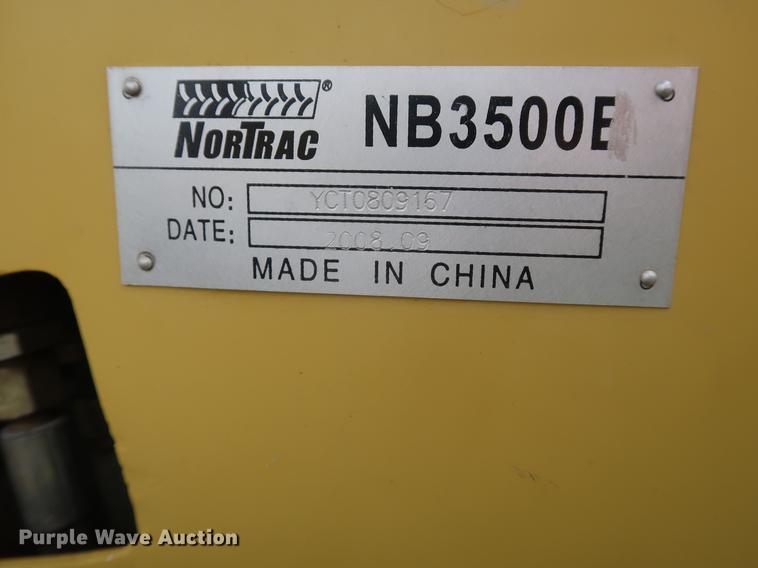 NORTRAC® NB3500E
NO: YCT0809167
DATE: 2008.09
MADE IN CHINA
Purple Wave Auction